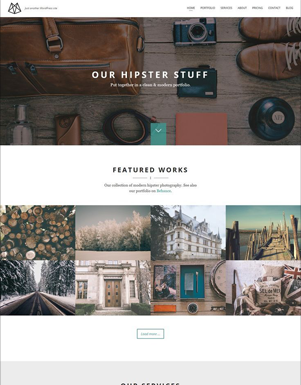 Just another WordPress site
HOME PORTFOLIO SERVICES ABOUT PRICING CONTACT BLOG
OUR HIPSTER STUFF
Put together in a clean & modern portfolio.
FEATURED WORKS
Our collection of modern hipster photography. See also
our portfolio on Behance.
Load more ...
OUR SERVICES